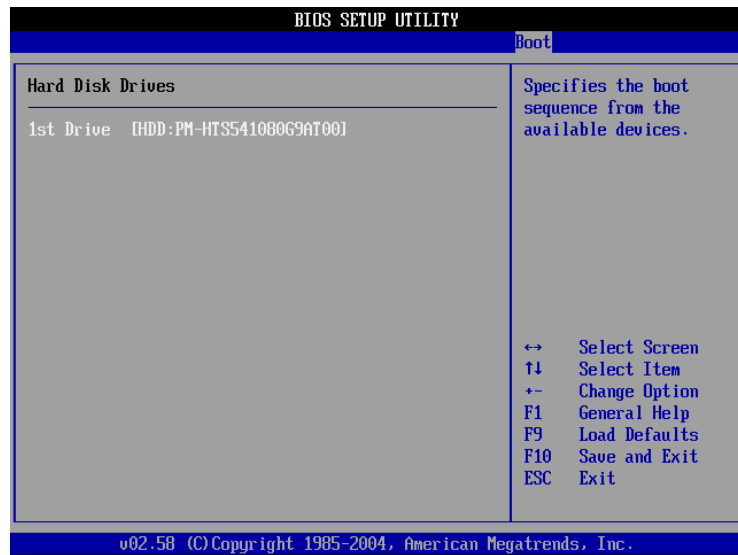 BIOS SETUP UTILITY
Boot
Hard Disk Drives
1st Drive [HDD:PM-HTS541080G9AT00]
Specifies the boot
sequence from the
available devices.
↔ Select Screen
↑↓ Select Item
+- Change Option
F1 General Help
F9 Load Defaults
F10 Save and Exit
ESC Exit
v02.58 (C)Copyright 1985-2004, American Megatrends, Inc.